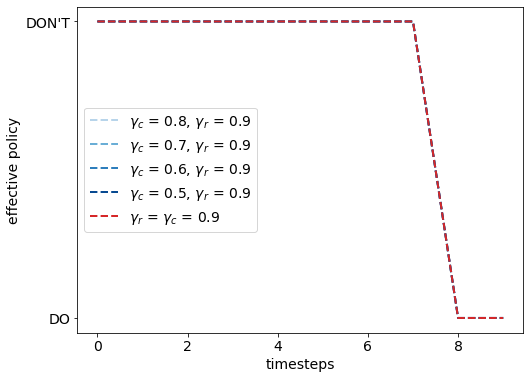 DON'T
effective policy
γc = 0.8, γr = 0.9
γc = 0.7, γr = 0.9
γc = 0.6, γr = 0.9
γc = 0.5, γr = 0.9
γr = γc = 0.9
DO
0 2 4 6 8
timesteps